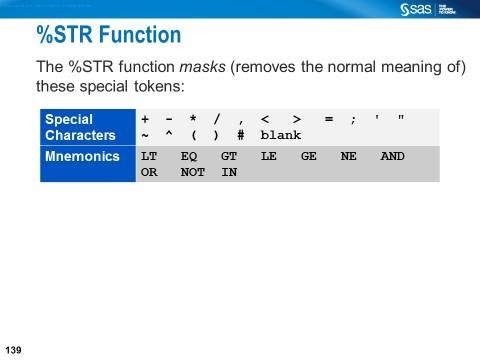 sas. THE POWER TO KNOW.
%STR Function
The %STR function masks (removes the normal meaning of)
these special tokens:
Special Characters + - * / , < > = ; ' "
~ ^ ( ) # blank
Mnemonics LT EQ GT LE GE NE AND
OR NOT IN
139